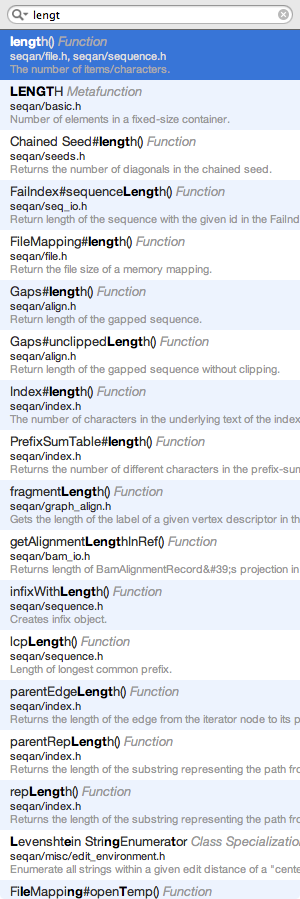 lengt
length() Function
seqan/file.h, seqan/sequence.h
The number of items/characters.
LENGTH Metafunction
seqan/basic.h
Number of elements in a fixed-size container.
Chained Seed#length() Function
seqan/seeds.h
Returns the number of diagonals in the chained seed.
FaiIndex#sequenceLength() Function
seqan/seq_io.h
Return length of the sequence with the given id in the FaiInd
FileMapping#length() Function
seqan/file.h
Return the file size of a memory mapping.
Gaps#length() Function
seqan/align.h
Return length of the gapped sequence.
Gaps#unclippedLength() Function
seqan/align.h
Return length of the gapped sequence without clipping.
Index#length() Function
seqan/index.h
The number of characters in the underlying text of the index
PrefixSumTable#length() Function
seqan/index.h
Returns the number of different characters in the prefix-sum
fragmentLength() Function
seqan/graph_align.h
Gets the length of the label of a given vertex descriptor in th
getAlignmentLengthInRef() Function
seqan/bam_io.h
Returns length of BamAlignmentRecord&#39;s projection in
infixWithLength() Function
seqan/sequence.h
Creates infix object.
lcpLength() Function
seqan/sequence.h
Length of longest common prefix.
parentEdgeLength() Function
seqan/index.h
Returns the length of the edge from the iterator node to its p
parentRepLength() Function
seqan/index.h
Returns the length of the substring representing the path fro
repLength() Function
seqan/index.h
Returns the length of the substring representing the path fro
Levenshtein StringEnumerator Class Specialization
seqan/misc/edit_environment.h
Enumerate all strings within a given edit distance of a "cente
FileMapping#openTemp() Function